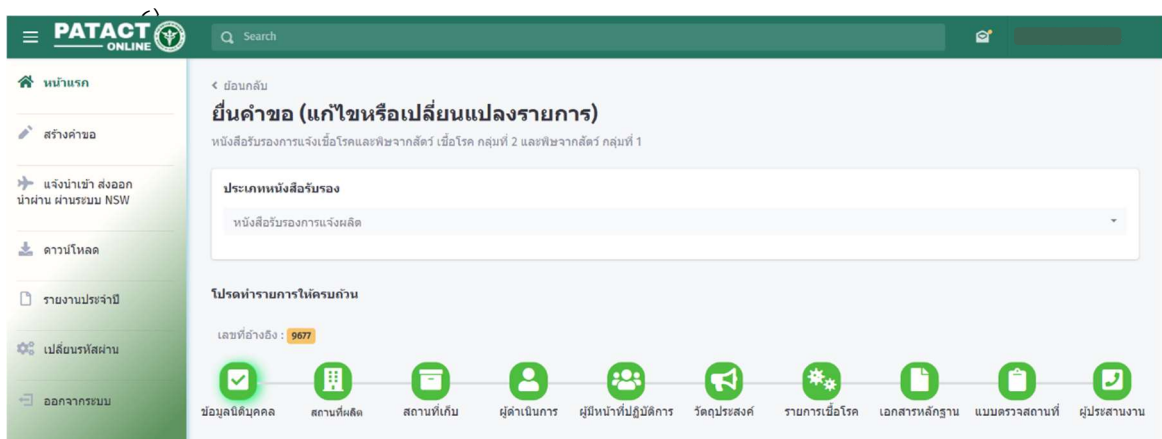 PATACT
ONLINE
Search
หน้าแรก
สร้างคำขอ
แจ้งนำเข้า ส่งออก
นำผ่าน ผ่านระบบ NSW
ดาวน์โหลด
รายงานประจำปี
เปลี่ยนรหัสผ่าน
ออกจากระบบ
ย้อนกลับ
ยื่นคำขอ (แก้ไขหรือเปลี่ยนแปลงรายการ)
หนังสือรับรองการแจ้งเชื้อโรคและพิษจากสัตว์ เชื้อโรค กลุ่มที่ 2 และพิษจากสัตว์ กลุ่มที่ 1
ประเภทหนังสือรับรอง
หนังสือรับรองการแจ้งผลิต
โปรดทำรายการให้ครบถ้วน
เลขที่อ้างอิง : 9677
ข้อมูลนิติบุคคล สถานที่ผลิต สถานที่เก็บ ผู้ดำเนินการ ผู้มีหน้าที่ปฏิบัติการ วัตถุประสงค์ รายการเชื้อโรค เอกสารหลักฐาน แบบตรวจสถานที่ ผู้ประสานงาน